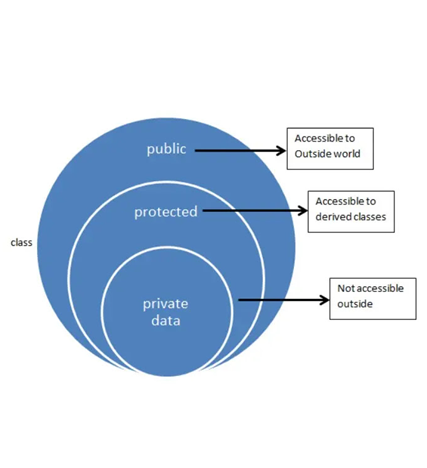 public
Accessible to
Outside world
protected
Accessible to
derived classes
class
private
data
Not accessible
outside